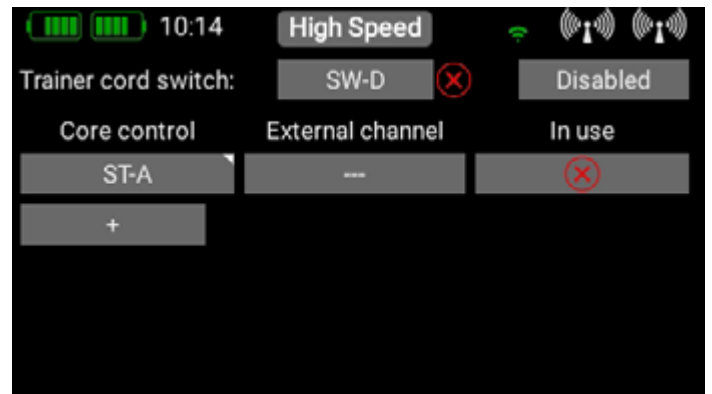 10:14 High Speed
Trainer cord switch: SW-D Disabled
Core control External channel In use
ST-A ---
+